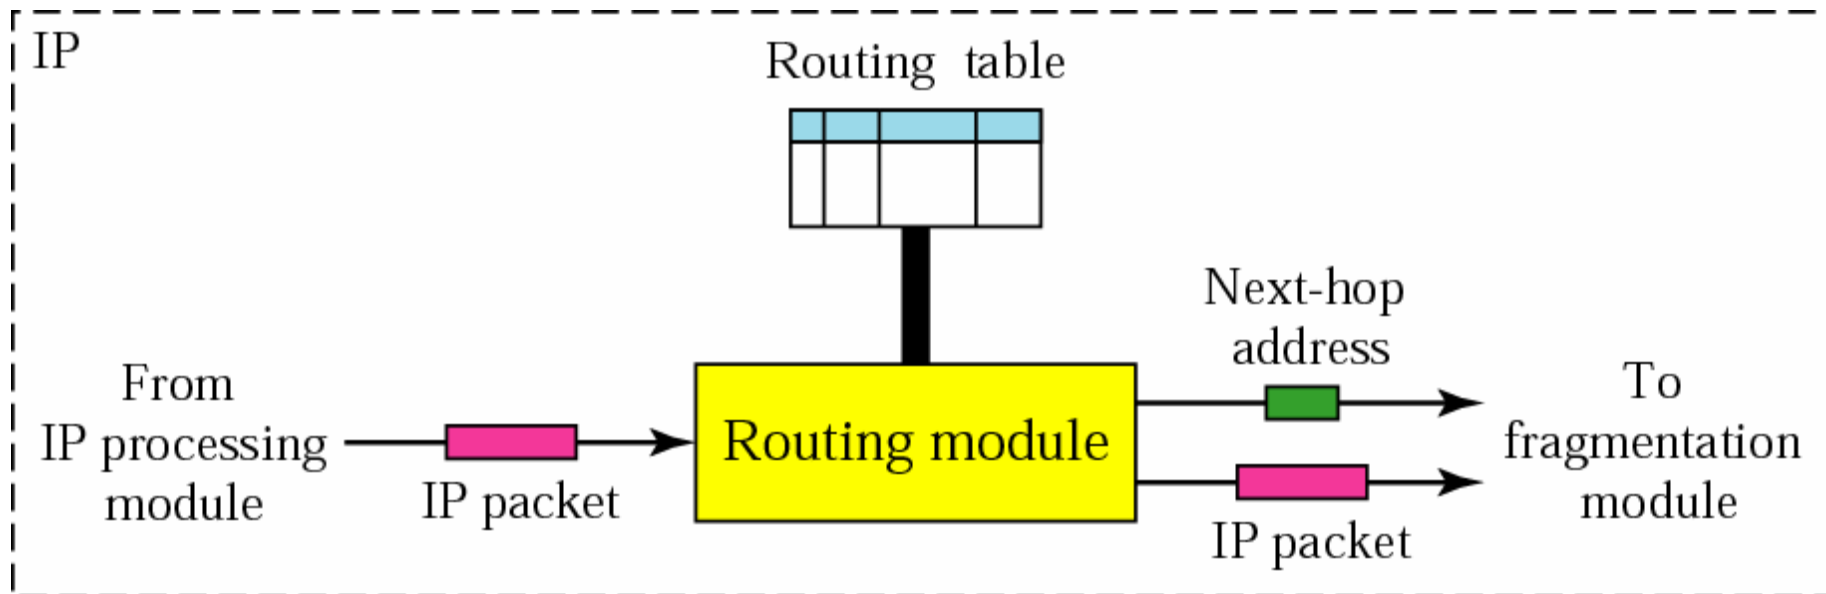 IP
Routing table
Next-hop
address
From
IP processing
module
IP packet
Routing module
IP packet
To
fragmentation
module